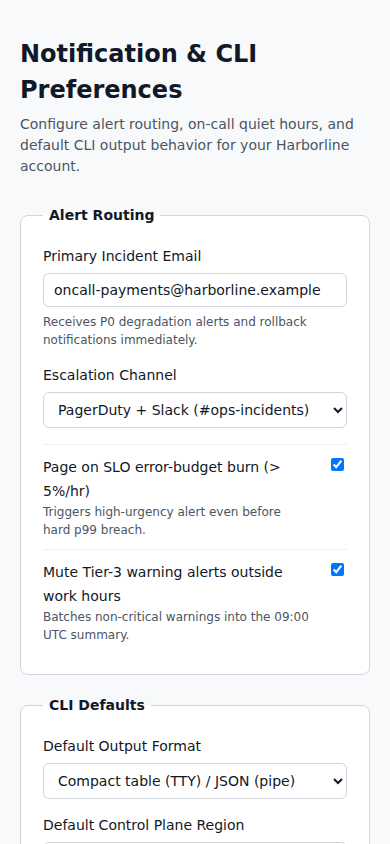 Notification & CLI
Preferences
Configure alert routing, on-call quiet hours, and
default CLI output behavior for your Harborline
account.
Alert Routing
Primary Incident Email
oncall-payments@harborline.example
Receives P0 degradation alerts and rollback
notifications immediately.
Escalation Channel
PagerDuty + Slack (#ops-incidents)
Page on SLO error-budget burn (>
5%/hr)
Triggers high-urgency alert even before
hard p99 breach.
Mute Tier-3 warning alerts outside
work hours
Batches non-critical warnings into the 09:00
UTC summary.
CLI Defaults
Default Output Format
Compact table (TTY) / JSON (pipe)
Default Control Plane Region